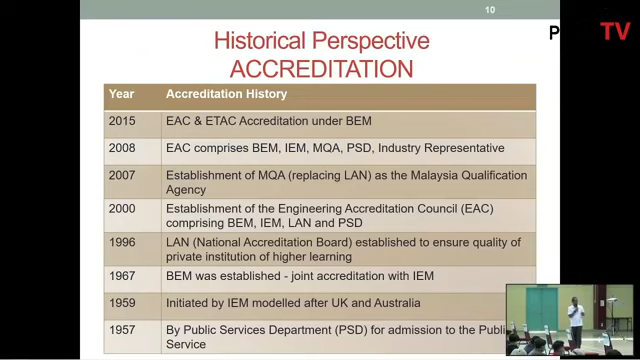 10
P TV
Historical Perspective
ACCREDITATION
Year Accreditation History
2015 EAC & ETAC Accreditation under BEM
2008 EAC comprises BEM, IEM, MQA, PSD, Industry Representative
2007 Establishment of MQA (replacing LAN) as the Malaysia Qualification
Agency
2000 Establishment of the Engineering Accreditation Council (EAC)
comprising BEM, IEM, LAN and PSD
1996 LAN (National Accreditation Board) established to ensure quality of
private institution of higher learning
1967 BEM was established - joint accreditation with IEM
1959 Initiated by IEM modelled after UK and Australia
1957 By Public Services Department (PSD) for admission to the Publi
Service